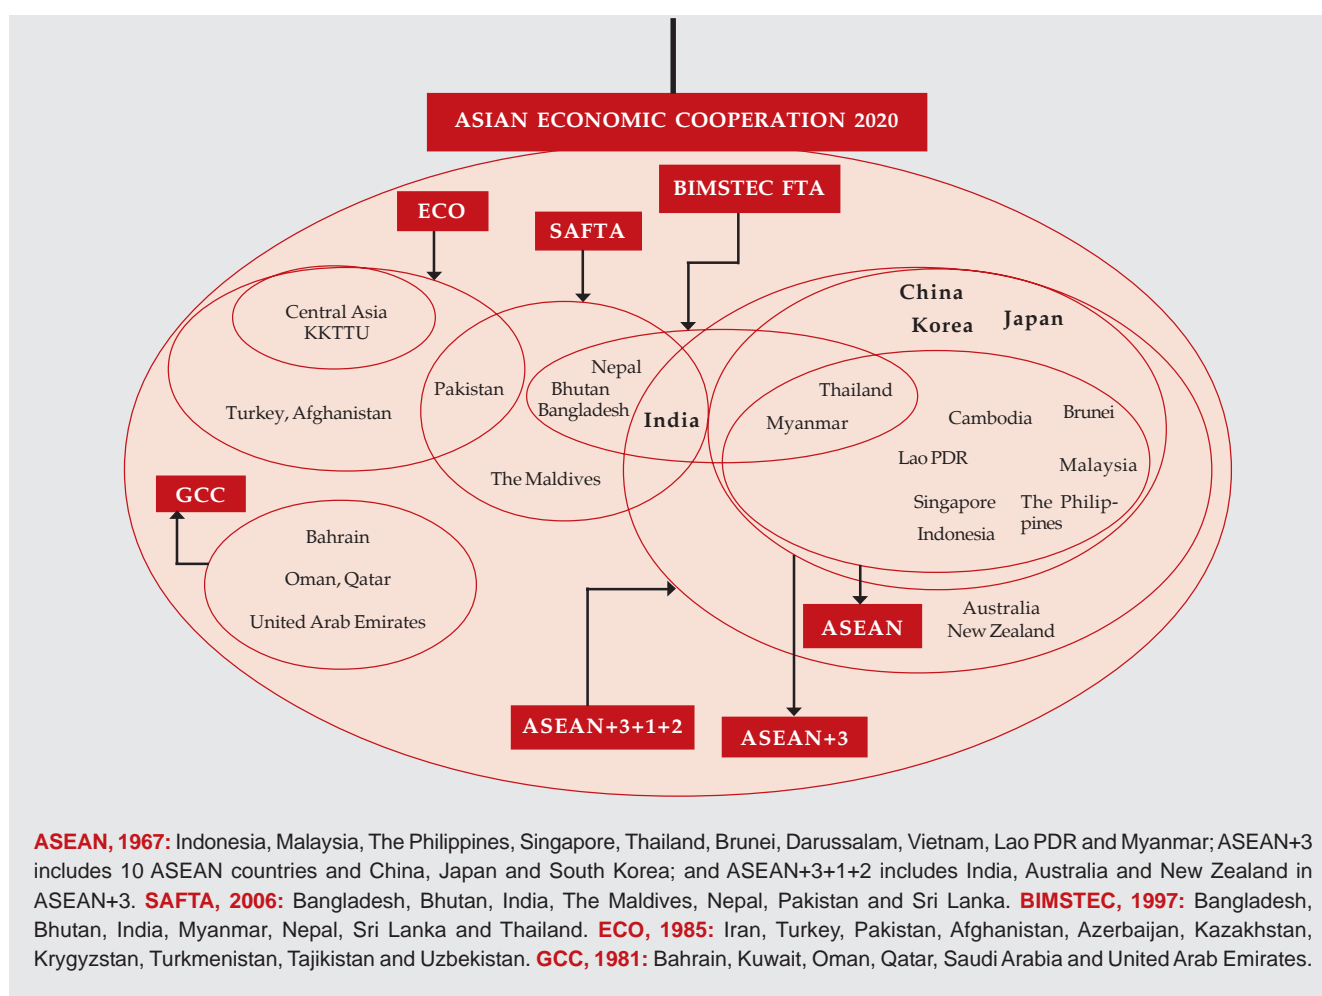 ASIAN ECONOMIC COOPERATION 2020
BIMSTEC FTA
ECO
SAFTA
China
Korea
Japan
Central Asia
KKTTU
Nepal
Bhutan
Bangladesh
Pakistan
Turkey, Afghanistan
India
Thailand
Myanmar
Cambodia
Brunei
Lao PDR
Malaysia
The Maldives
Singapore
The Philip-
pines
Indonesia
GCC
Bahrain
Oman, Qatar
United Arab Emirates
Australia
New Zealand
ASEAN
ASEAN+3+1+2
ASEAN+3
ASEAN, 1967: Indonesia, Malaysia, The Philippines, Singapore, Thailand, Brunei, Darussalam, Vietnam, Lao PDR and Myanmar; ASEAN+3
includes 10 ASEAN countries and China, Japan and South Korea; and ASEAN+3+1+2 includes India, Australia and New Zealand in
ASEAN+3. SAFTA, 2006: Bangladesh, Bhutan, India, The Maldives, Nepal, Pakistan and Sri Lanka. BIMSTEC, 1997: Bangladesh,
Bhutan, India, Myanmar, Nepal, Sri Lanka and Thailand. ECO, 1985: Iran, Turkey, Pakistan, Afghanistan, Azerbaijan, Kazakhstan,
Krygyzstan, Turkmenistan, Tajikistan and Uzbekistan. GCC, 1981: Bahrain, Kuwait, Oman, Qatar, Saudi Arabia and United Arab Emirates.